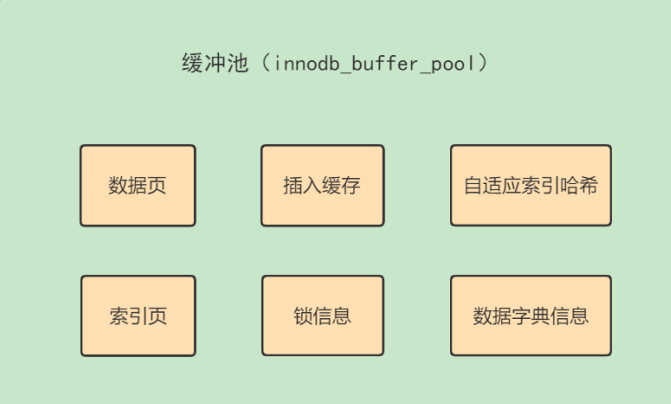 缓冲池（innodb_buffer_pool）
数据页
插入缓存
自适应索引哈希
索引页
锁信息
数据字典信息